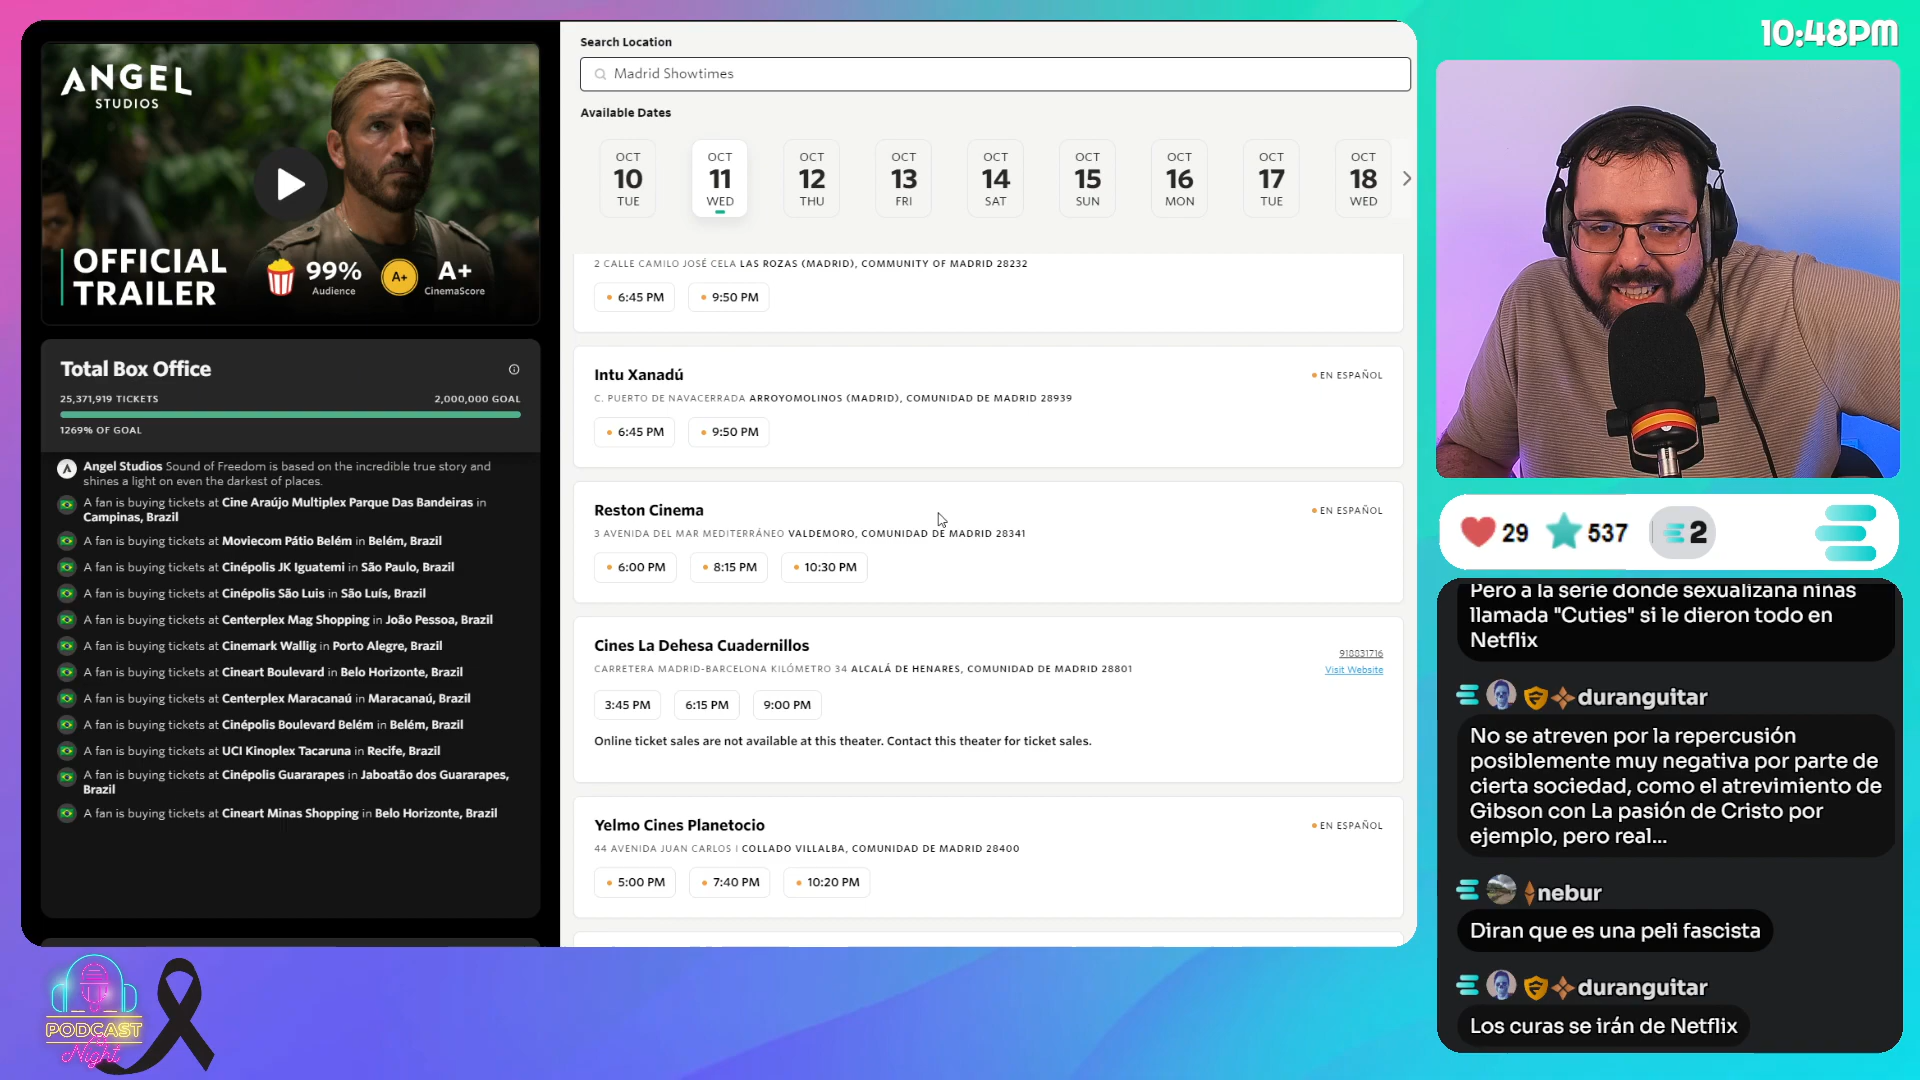 10:48PM
ANGEL
STUDIOS
OFFICIAL
TRAILER
99%
Audience
A+
A+
CinemaScore
Total Box Office
25,371,919 TICKETS
2,000,000 GOAL
1269% OF GOAL
Angel Studios Sound of Freedom is based on the incredible true story and
shines a light on even the darkest of places.
A fan is buying tickets at Cine Araújo Multiplex Parque Das Bandeiras in
Campinas, Brazil
A fan is buying tickets at Moviecom Pátio Belém in Belém, Brazil
A fan is buying tickets at Cinépolis JK Iguatemi in São Paulo, Brazil
A fan is buying tickets at Cinépolis São Luis in São Luís, Brazil
A fan is buying tickets at Centerplex Mag Shopping in João Pessoa, Brazil
A fan is buying tickets at Cinemark Wallig in Porto Alegre, Brazil
A fan is buying tickets at Cineart Boulevard in Belo Horizonte, Brazil
A fan is buying tickets at Centerplex Maracanaú in Maracanaú, Brazil
A fan is buying tickets at Cinépolis Boulevard Belém in Belém, Brazil
A fan is buying tickets at UCI Kinoplex Tacaruna in Recife, Brazil
A fan is buying tickets at Cinépolis Guararapes in Jaboatão dos Guararapes,
Brazil
A fan is buying tickets at Cineart Minas Shopping in Belo Horizonte, Brazil
Search Location
Madrid Showtimes
Available Dates
OCT 10 TUE
OCT 11 WED
OCT 12 THU
OCT 13 FRI
OCT 14 SAT
OCT 15 SUN
OCT 16 MON
OCT 17 TUE
OCT 18 WED
2 CALLE CAMILO JOSÉ CELA LAS ROZAS (MADRID), COMMUNITY OF MADRID 28232
6:45 PM 9:50 PM
Intu Xanadú
EN ESPAÑOL
C. PUERTO DE NAVACERRADA ARROYOMOLINOS (MADRID), COMUNIDAD DE MADRID 28939
6:45 PM 9:50 PM
Reston Cinema
EN ESPAÑOL
3 AVENIDA DEL MAR MEDITERRÁNEO VALDEMORO, COMUNIDAD DE MADRID 28341
6:00 PM 8:15 PM 10:30 PM
Cines La Dehesa Cuadernillos
918831716
CARRETERA MADRID-BARCELONA KILÓMETRO 34 ALCALÁ DE HENARES, COMUNIDAD DE MADRID 28801
Visit Website
3:45 PM 6:15 PM 9:00 PM
Online ticket sales are not available at this theater. Contact this theater for ticket sales.
Yelmo Cines Planetocio
EN ESPAÑOL
44 AVENIDA JUAN CARLOS I COLLADO VILLALBA, COMUNIDAD DE MADRID 28400
5:00 PM 7:40 PM 10:20 PM
29 537 2
Pero a la serie donde sexualizana niñas
llamada "Cuties" si le dieron todo en
Netflix
duranguitar
No se atreven por la repercusión
posiblemente muy negativa por parte de
cierta sociedad, como el atrevimiento de
Gibson con La pasión de Cristo por
ejemplo, pero real...
nebur
Diran que es una peli fascista
duranguitar
Los curas se irán de Netflix
PODCAST
Night